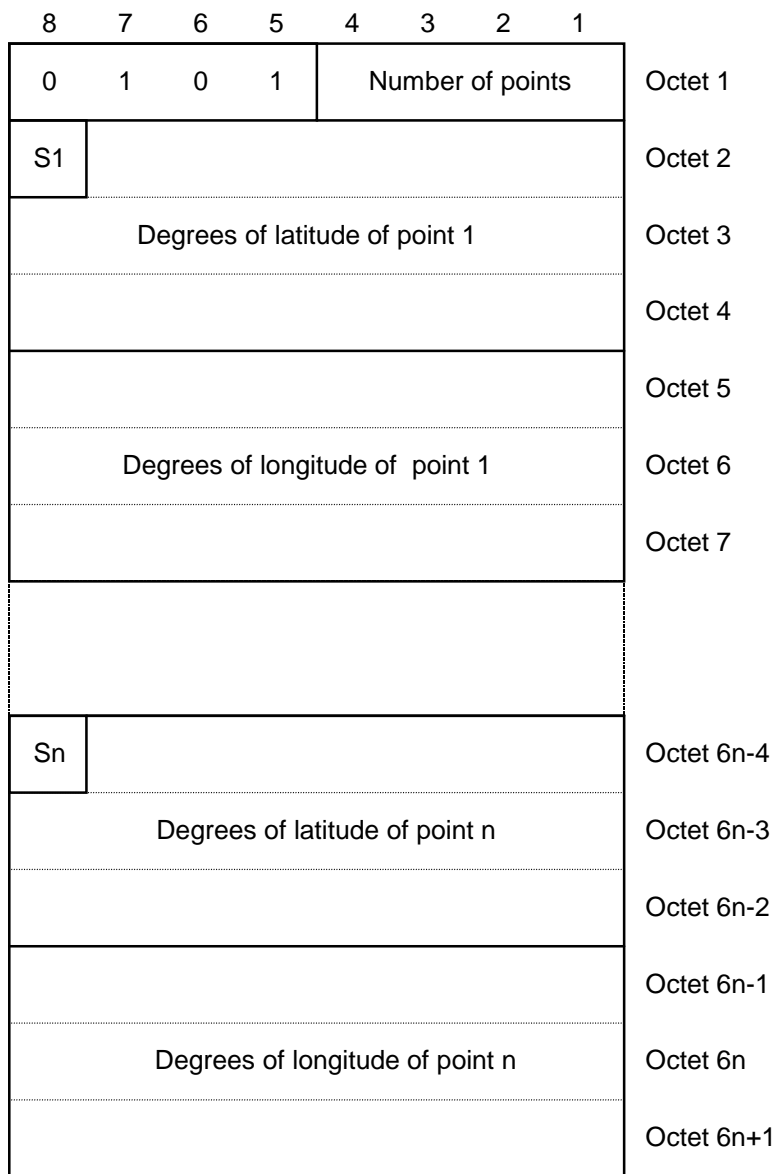 8 7 6 5 4 3 2 1
0 1 0 1 Number of points Octet 1
S1 Octet 2
Degrees of latitude of point 1 Octet 3
Octet 4
Octet 5
Degrees of longitude of  point 1 Octet 6
Octet 7
Sn Octet 6n-4
Degrees of latitude of point n Octet 6n-3
Octet 6n-2
Octet 6n-1
Degrees of longitude of point n Octet 6n
Octet 6n+1